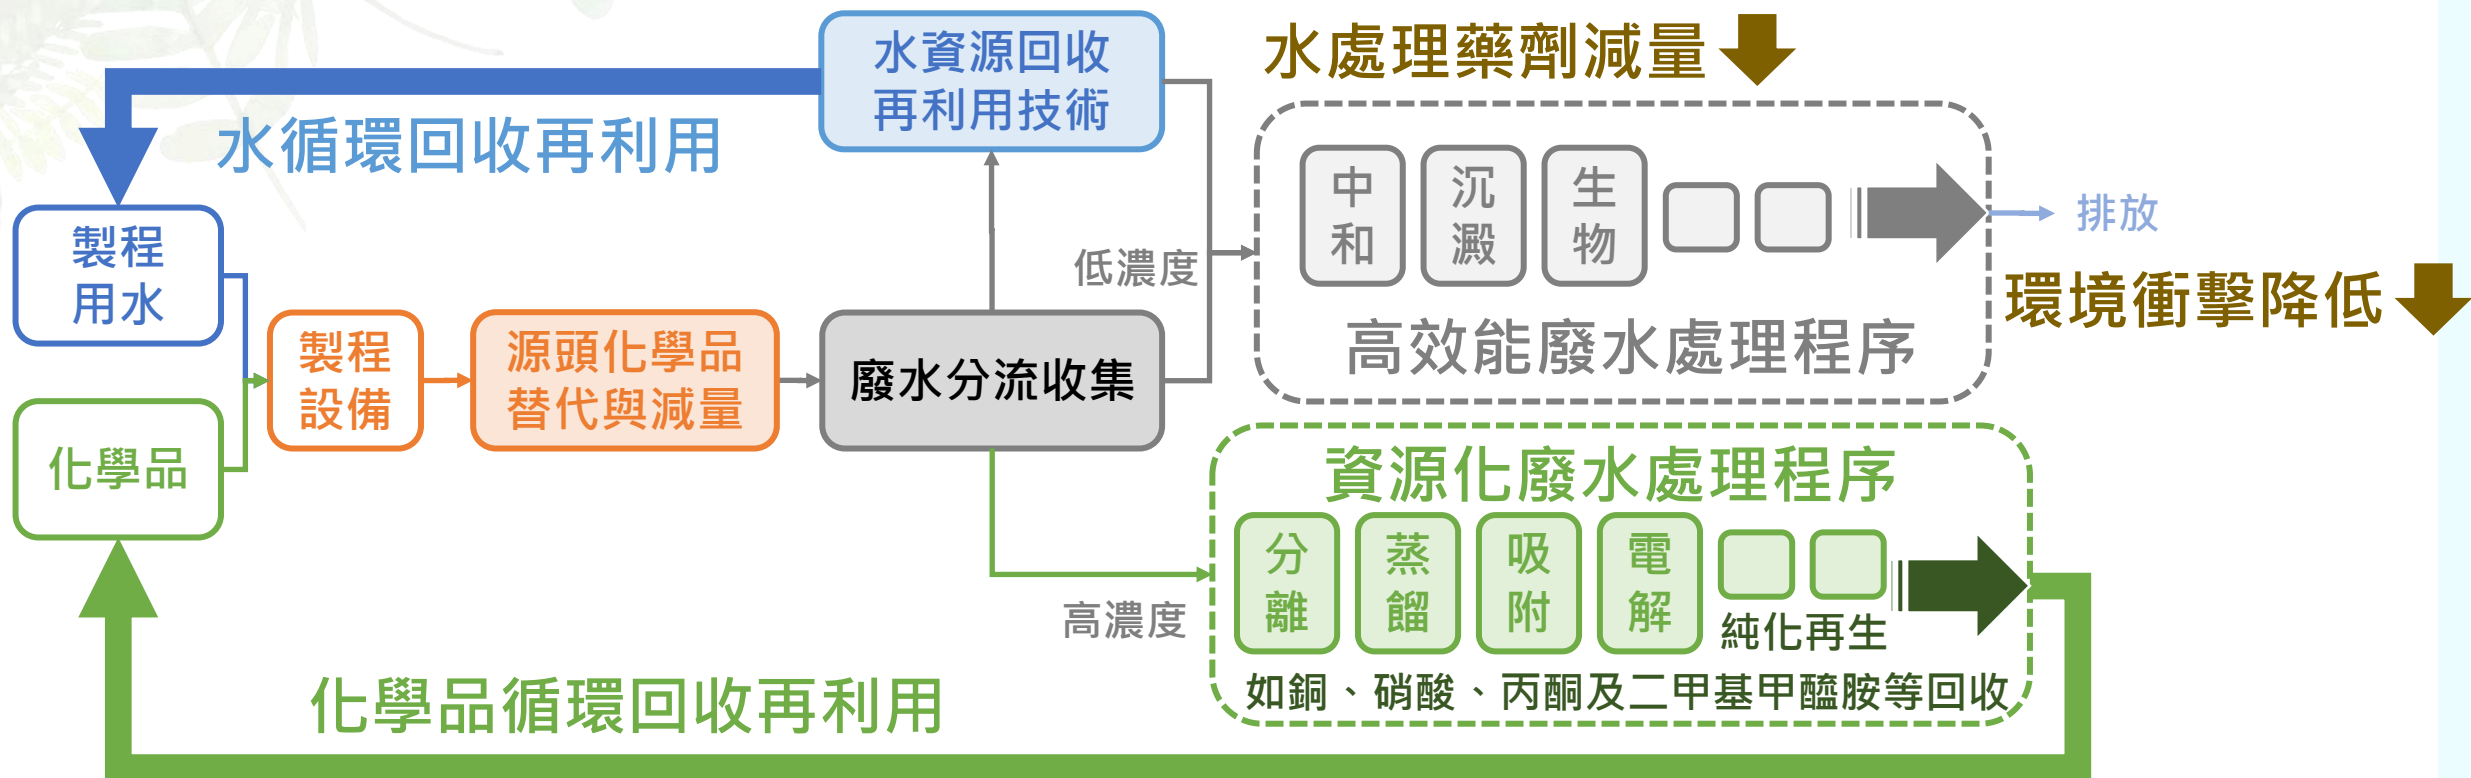 水資源回收
再利用技術
水處理藥劑減量
水循環回收再利用
製程
用水
化學品
製程
設備
源頭化學品
替代與減量
廢水分流收集
低濃度
高濃度
中
和
沉
澱
生
物
高效能廢水處理程序
排放
環境衝擊降低
資源化廢水處理程序
分
離
蒸
餾
吸
附
電
解
純化再生
如銅、硝酸、丙酮及二甲基甲醯胺等回收
化學品循環回收再利用